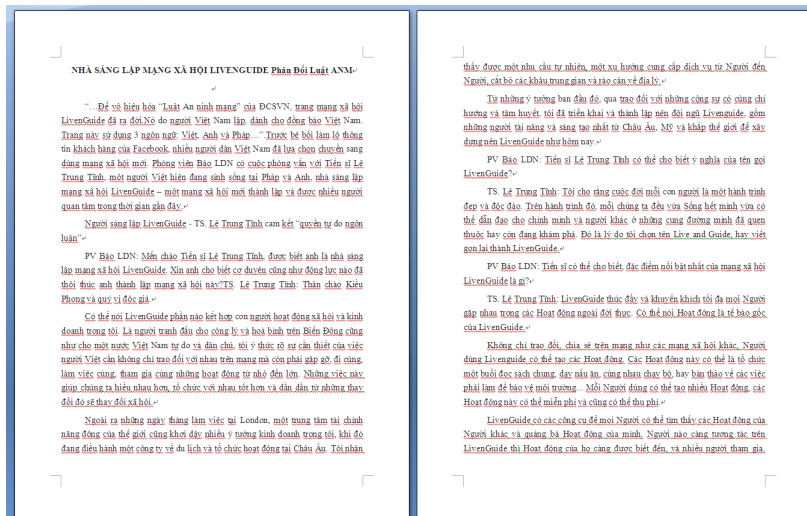 NHÀ SÁNG LẬP MẠNG XÃ HỘI LIVENGUIDE Phản Đối Luật ANM
“…Để vô hiệu hóa “Luật An ninh mạng” của ĐCSVN, trang mạng xã hội
LivenGuide đã ra đời.Nó do người Việt Nam lập, dành cho đồng bào Việt Nam.
Trang này sử dụng 3 ngôn ngữ: Việt, Anh và Pháp…”.Trước bê bối làm lộ thông
tin khách hàng của Facebook, nhiều người dân Việt Nam đã lựa chọn chuyển sang
dùng mạng xã hội mới. Phóng viên Báo LDN có cuộc phỏng vấn với Tiến sĩ Lê
Trung Tĩnh, một người Việt hiện đang sinh sống tại Pháp và Anh, nhà sáng lập
mạng xã hội LivenGuide – một mạng xã hội mới thành lập và được nhiều người
quan tâm trong thời gian gần đây.
Người sáng lập LivenGuide - TS. Lê Trung Tĩnh cam kết “quyền tự do ngôn
luận”
PV Báo LDN: Mến chào Tiến sĩ Lê Trung Tĩnh, được biết anh là nhà sáng
lập mạng xã hội LivenGuide. Xin anh cho biết cơ duyên cũng như động lực nào đã
thôi thúc anh thành lập mạng xã hội này?TS. Lê Trung Tĩnh: Thân chào Kiều
Phong và quý vị độc giả.
Có thể nói LivenGuide phần nào kết hợp con người hoạt động xã hội và kinh
doanh trong tôi. Là người tranh đấu cho công lý và hoà bình trên Biển Đông cũng
như cho một nước Việt Nam tự do và dân chủ, tôi ý thức rõ sự cần thiết của việc
người Việt cần không chỉ trao đổi với nhau trên mạng mà còn phải gặp gỡ, đi cùng,
làm việc cùng, tham gia cùng những hoạt động từ nhỏ đến lớn. Những việc này
giúp chúng ta hiểu nhau hơn, tổ chức với nhau tốt hơn và dần dần từ những thay
đổi đó sẽ thay đổi xã hội.
Ngoài ra những ngày tháng làm việc tại London, một trung tâm tài chính
năng động của thế giới cũng khơi dậy nhiều ý tưởng kinh doanh trong tôi, khi đó
đang điều hành một công ty về du lịch và tổ chức hoạt động tại Châu Âu. Tôi nhận
thấy được một nhu cầu tự nhiên, một xu hướng cung cấp dịch vụ từ Người đến
Người, cắt bỏ các khâu trung gian và rào cản về địa lý.
Từ những ý tưởng ban đầu đó, qua trao đổi với những cộng sự có cùng chí
hướng và tâm huyết, tôi đã triển khai và thành lập nên đội ngũ Livenguide, gồm
những người tài năng và sáng tạo nhất từ Châu Âu, Mỹ và khắp thế giới để xây
dựng nên LivenGuide như hôm nay.
PV Báo LDN: Tiến sĩ Lê Trung Tĩnh có thể cho biết ý nghĩa của tên gọi
LivenGuide?
TS. Lê Trung Tĩnh: Tôi cho rằng cuộc đời mỗi con người là một hành trình
đẹp và độc đáo. Trên hành trình đó, mỗi chúng ta đều vừa Sống hết mình vừa có
thể dẫn đạo cho chính mình và người khác ở những cung đường mình đã quen
thuộc hay còn đang khám phá. Đó là lý do tôi chọn tên Live and Guide, hay viết
gọn lại thành LivenGuide.
PV Báo LDN: Tiến sĩ có thể cho biết, đặc điểm nổi bật nhất của mạng xã hội
LivenGuide là gì?
TS. Lê Trung Tĩnh: LivenGuide thúc đẩy và khuyến khích tối đa mọi Người
gặp nhau trong các Hoạt động ngoài đời thực. Có thể nói Hoạt động là tế bào gốc
của LivenGuide.
Không chỉ trao đổi, chia sẻ trên mạng như các mạng xã hội khác, Người
dùng Livenguide có thể tạo các Hoạt động. Các Hoạt động này có thể là tổ chức
một buổi đọc sách chung, dạy nấu ăn, cùng nhau chạy bộ, hay bàn thảo về các việc
phải làm để bảo vệ môi trường... Mỗi Người dùng có thể tạo nhiều Hoạt động, các
Hoạt động này có thể miễn phí và cũng có thể thu phí.
LivenGuide có các công cụ để mọi Người có thể tìm thấy các Hoạt động của
Người khác và quảng bá Hoạt động của mình. Người nào càng tương tác trên
LivenGuide thì Hoạt động của họ càng được biết đến, và nhiều người tham gia.